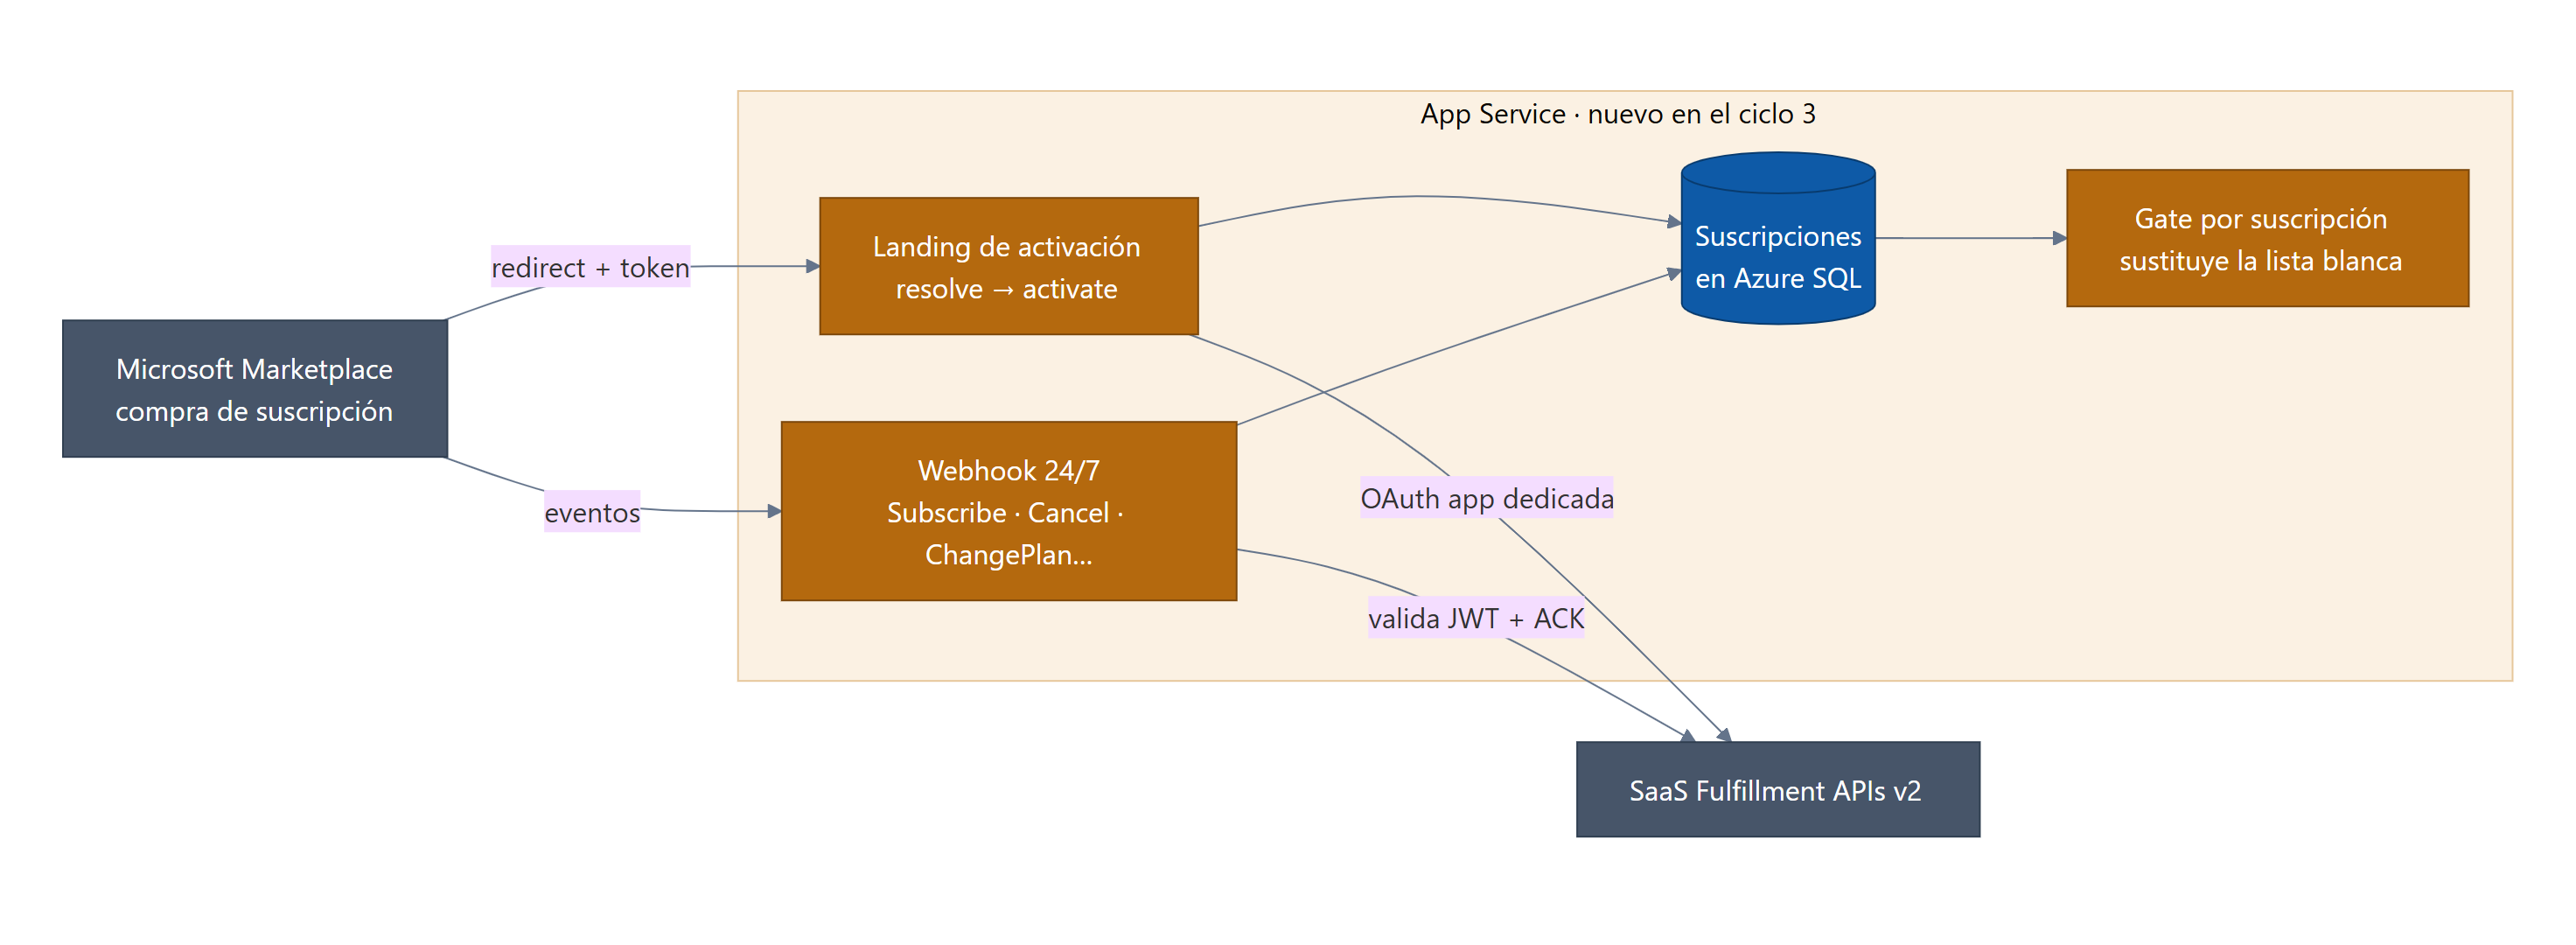 App Service · nuevo en el ciclo 3
Microsoft Marketplace
compra de suscripción
redirect + token
eventos
Landing de activación
resolve → activate
Webhook 24/7
Subscribe · Cancel ·
ChangePlan...
Suscripciones
en Azure SQL
Gate por suscripción
sustituye la lista blanca
OAuth app dedicada
valida JWT + ACK
SaaS Fulfillment APIs v2